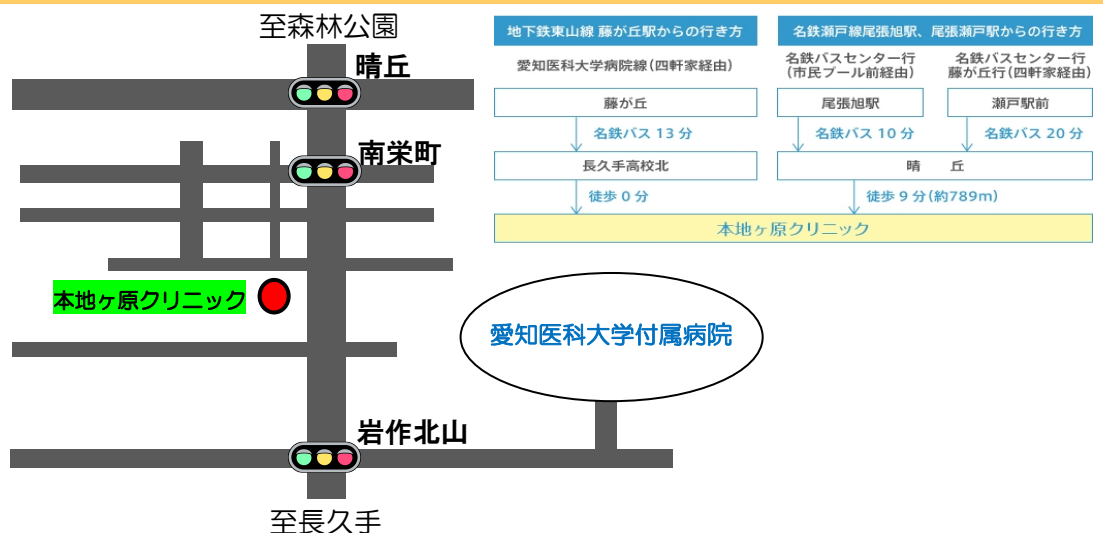 至森林公園
晴丘
南栄町
本地ヶ原クリニック
岩作北山
至長久手
愛知医科大学付属病院
地下鉄東山線 藤が丘駅からの行き方
愛知医科大学病院線(四軒家経由)
藤が丘
名鉄バス 13 分
長久手高校北
徒歩 0 分
名鉄瀬戸線尾張旭駅、尾張瀬戸駅からの行き方
名鉄バスセンター行
(市民プール前経由)
名鉄バスセンター行
藤が丘行(四軒家経由)
尾張旭駅
瀬戸駅前
名鉄バス 10 分
名鉄バス 20 分
晴 丘
徒歩 9 分(約789m)
本地ヶ原クリニック